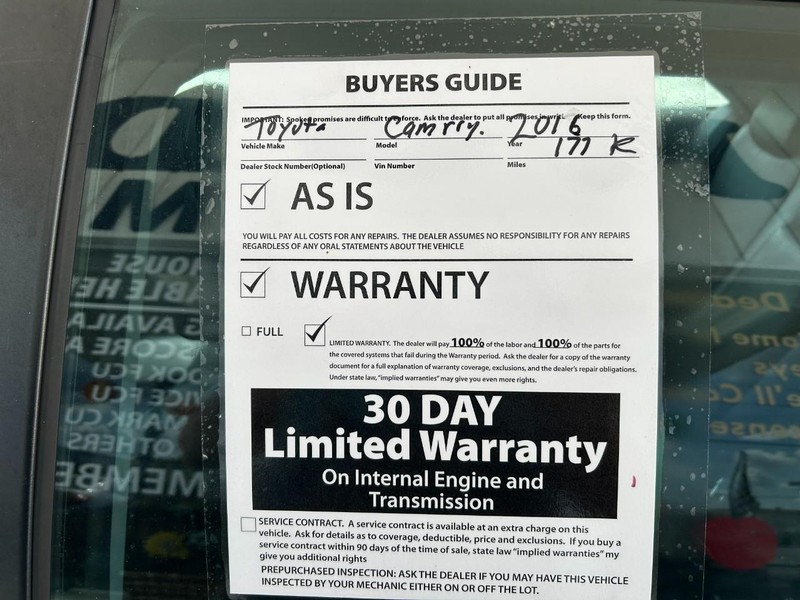 BUYERS GUIDE
IMPORTANT: Spoken promises are difficult to enforce. Ask the dealer to put all promises in writ. Keep this form.
Toyota Camrry. 2016
Vehicle Make Model Year 177 K
Dealer Stock Number(Optional) Vin Number Miles
AS IS
YOU WILL PAY ALL COSTS FOR ANY REPAIRS. THE DEALER ASSUMES NO RESPONSIBILITY FOR ANY REPAIRS
REGARDLESS OF ANY ORAL STATEMENTS ABOUT THE VEHICLE
WARRANTY
FULL
LIMITED WARRANTY. The dealer will pay 100% of the labor and 100% of the parts for
the covered systems that fail during the Warranty period. Ask the dealer for a copy of the warranty
document for a full explanation of warranty coverage, exclusions, and the dealer's repair obligations.
Under state law, "implied warranties" may give you even more rights.
30 DAY
Limited Warranty
On Internal Engine and
Transmission
SERVICE CONTRACT. A service contract is available at an extra charge on this
vehicle. Ask for details as to coverage, deductible, price and exclusions. If you buy a
service contract within 90 days of the time of sale, state law "implied warranties" my
give you additional rights
PREPURCHASED INSPECTION: ASK THE DEALER IF YOU MAY HAVE THIS VEHICLE
INSPECTED BY YOUR MECHANIC EITHER ON OR OFF THE LOT.